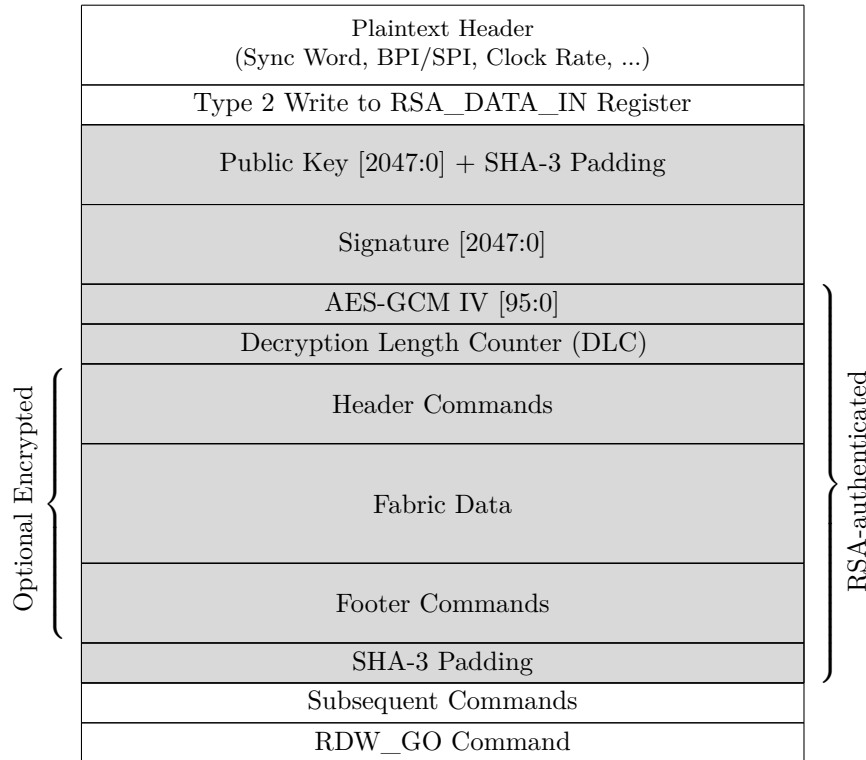 Plaintext Header
(Sync Word, BPI/SPI, Clock Rate, ...)
Type 2 Write to RSA_DATA_IN Register
Public Key [2047:0] + SHA-3 Padding
Signature [2047:0]
AES-GCM IV [95:0]
Decryption Length Counter (DLC)
Header Commands
Fabric Data
Footer Commands
SHA-3 Padding
Subsequent Commands
RDW_GO Command
Optional Encrypted
RSA-authenticated